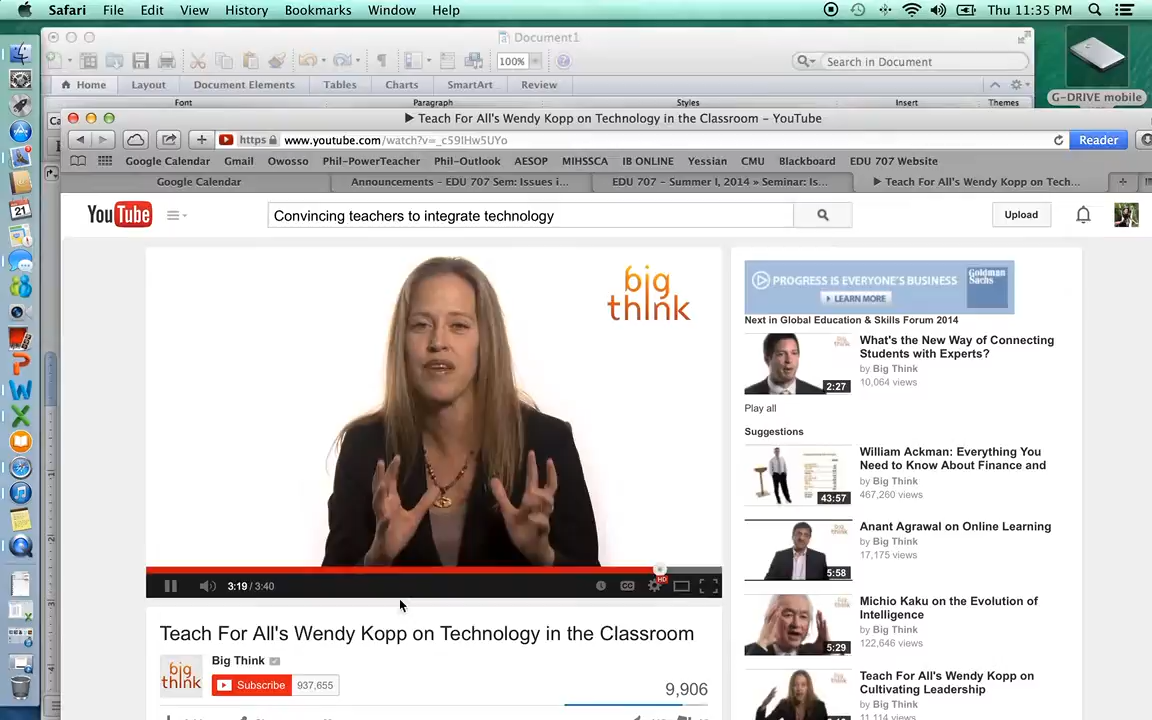 Safari File Edit View History Bookmarks Window Help Thu 11:35 PM
Document1
100% Search in Document
Home Layout Document Elements Tables Charts SmartArt Review
Font Paragraph Styles Insert Themes
G-DRIVE mobile
Teach For All's Wendy Kopp on Technology in the Classroom – YouTube
https www.youtube.com/watch?v=_c59lHw5UYo Reader
Google Calendar Gmail Owosso Phil-PowerTeacher Phil-Outlook AESOP MIHSSCA IB ONLINE Yessian CMU Blackboard EDU 707 Website
Google Calendar Announcements – EDU 707 Sem: Issues i... EDU 707 – Summer I, 2014 » Seminar: Is... ▶ Teach For All's Wendy Kopp on Tech...
YouTube Convincing teachers to integrate technology Upload
big
think
PROGRESS IS EVERYONE'S BUSINESS
LEARN MORE
Goldman
Sachs
Next in Global Education & Skills Forum 2014
What's the New Way of Connecting
Students with Experts?
by Big Think
10,064 views
2:27
Play all
Suggestions
William Ackman: Everything You
Need to Know About Finance and
by Big Think
467,260 views
43:57
Anant Agrawal on Online Learning
by Big Think
17,175 views
5:58
Michio Kaku on the Evolution of
Intelligence
by Big Think
122,646 views
5:29
Teach For All's Wendy Kopp on
Cultivating Leadership
by Big Think
11,114 views
3:19 / 3:40 CC HD
Teach For All's Wendy Kopp on Technology in the Classroom
big
think
Big Think
Subscribe 937,655
9,906